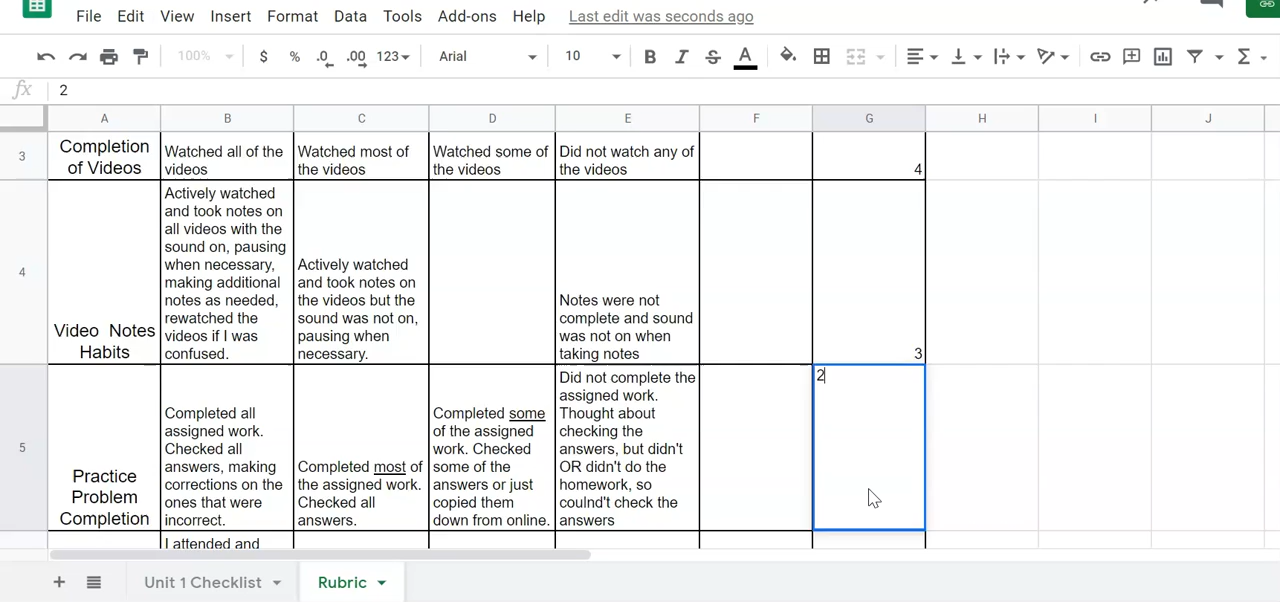 File Edit View Insert Format Data Tools Add-ons Help Last edit was seconds ago
100% $ % .0 .00 123 Arial 10 B I S A
fx 2
A B C D E F G H I J
3
Completion
of Videos
Watched all of the
videos
Watched most of
the videos
Watched some of
the videos
Did not watch any of
the videos
4
4
Video Notes
Habits
Actively watched
and took notes on
all videos with the
sound on, pausing
when necessary,
making additional
notes as needed,
rewatched the
videos if I was
confused.
Actively watched
and took notes on
the videos but the
sound was not on,
pausing when
necessary.
Notes were not
complete and sound
was not on when
taking notes
3
5
Practice
Problem
Completion
Completed all
assigned work.
Checked all
answers, making
corrections on the
ones that were
incorrect.
Completed most of
the assigned work.
Checked all
answers.
Completed some
of the assigned
work. Checked
some of the
answers or just
copied them
down from online.
Did not complete the
assigned work.
Thought about
checking the
answers, but didn't
OR didn't do the
homework, so
coulnd't check the
answers
2
I attended and
Unit 1 Checklist Rubric